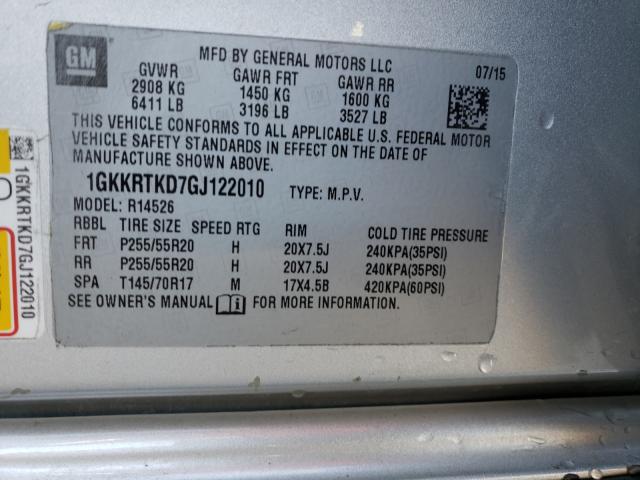 GM
MFD BY GENERAL MOTORS LLC
07/15
GVWR GAWR FRT GAWR RR
2908 KG 1450 KG 1600 KG
6411 LB 3196 LB 3527 LB
THIS VEHICLE CONFORMS TO ALL APPLICABLE U.S. FEDERAL MOTOR
VEHICLE SAFETY STANDARDS IN EFFECT ON THE DATE OF
MANUFACTURE SHOWN ABOVE.
1GKKRTKD7GJ122010 TYPE: M.P.V.
MODEL: R14526
RBBL TIRE SIZE SPEED RTG RIM COLD TIRE PRESSURE
FRT P255/55R20 H 20X7.5J 240KPA(35PSI)
RR P255/55R20 H 20X7.5J 240KPA(35PSI)
SPA T145/70R17 M 17X4.5B 420KPA(60PSI)
SEE OWNER'S MANUAL FOR MORE INFORMATION.
1GKKRTKD7GJ122010